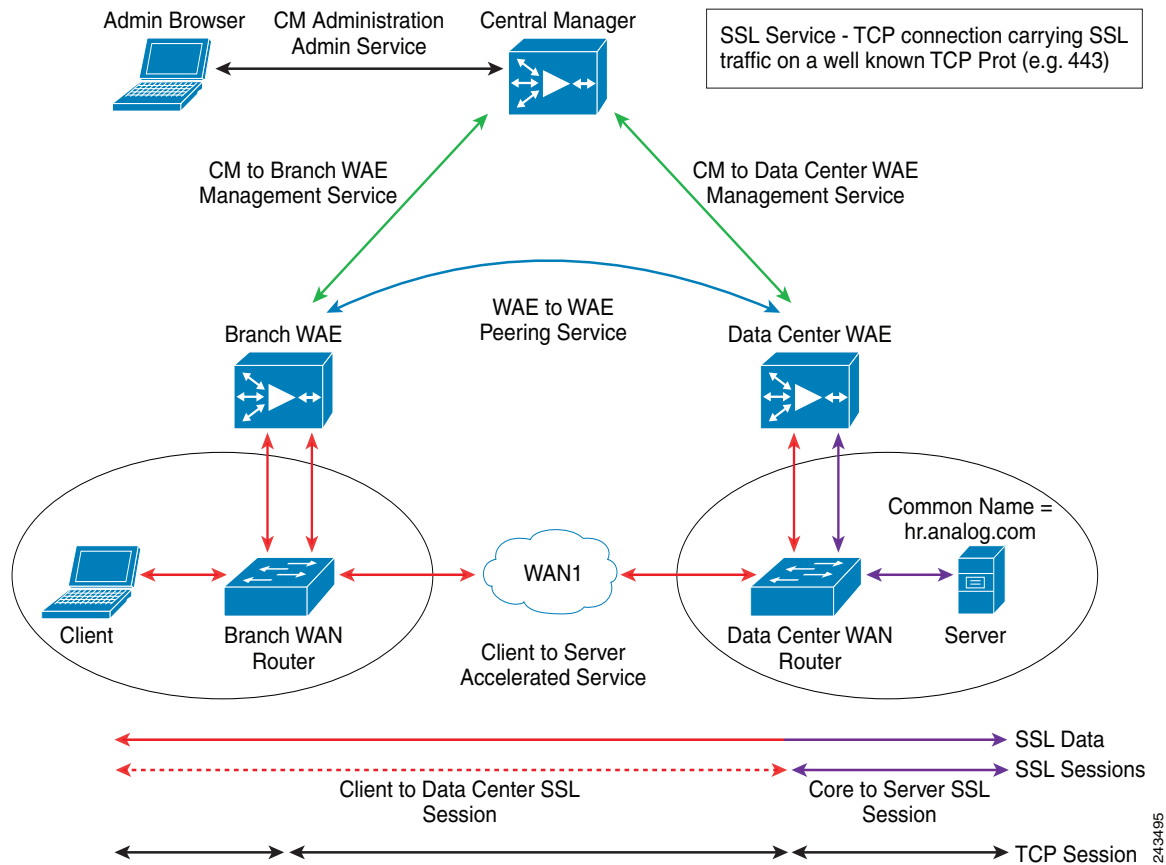 Admin Browser
CM Administration
Admin Service
Central Manager
SSL Service - TCP connection carrying SSL
traffic on a well known TCP Prot (e.g. 443)
CM to Branch WAE
Management Service
CM to Data Center WAE
Management Service
WAE to WAE
Peering Service
Branch WAE
Data Center WAE
Common Name =
hr.analog.com
WAN1
Client
Branch WAN
Router
Client to Server
Accelerated Service
Data Center WAN
Router
Server
SSL Data
SSL Sessions
Client to Data Center SSL
Session
Core to Server SSL
Session
TCP Session
243495